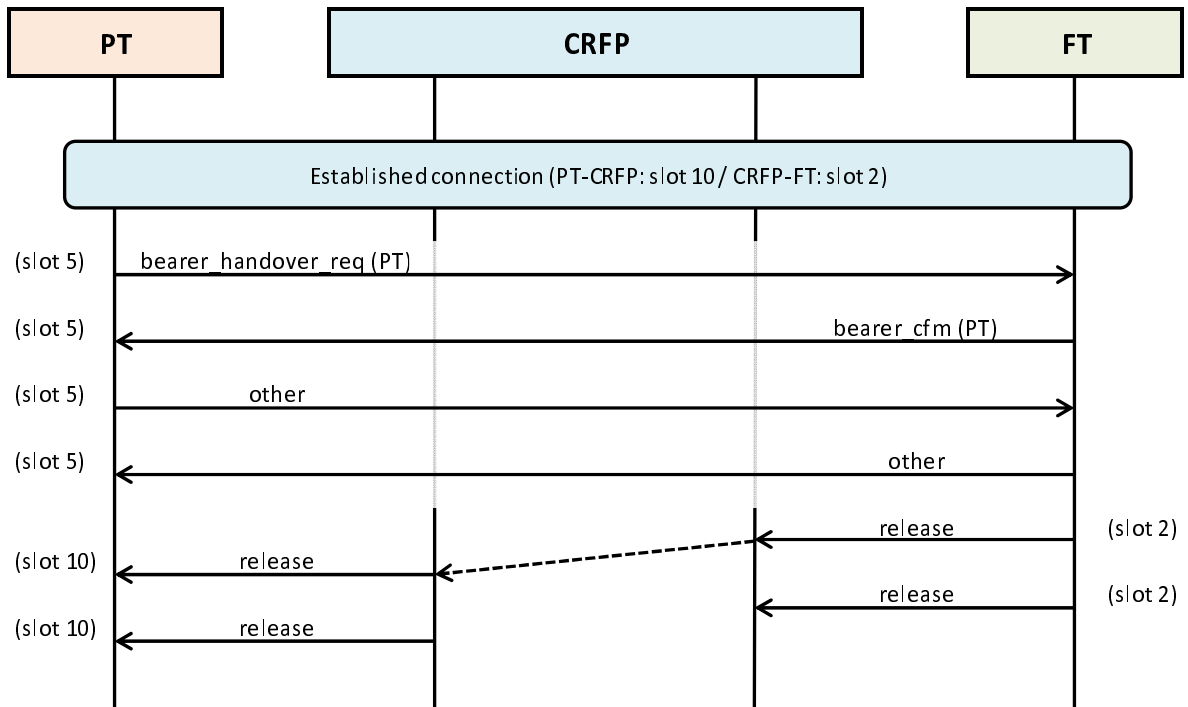 PT
CRFP
FT
Established connection (PT-CRFP: slot 10 / CRFP-FT: slot 2)
(slot 5)
bearer_handover_req (PT)
(slot 5)
bearer_cfm (PT)
(slot 5)
other
(slot 5)
other
release
(slot 2)
(slot 10)
release
release
(slot 2)
(slot 10)
release